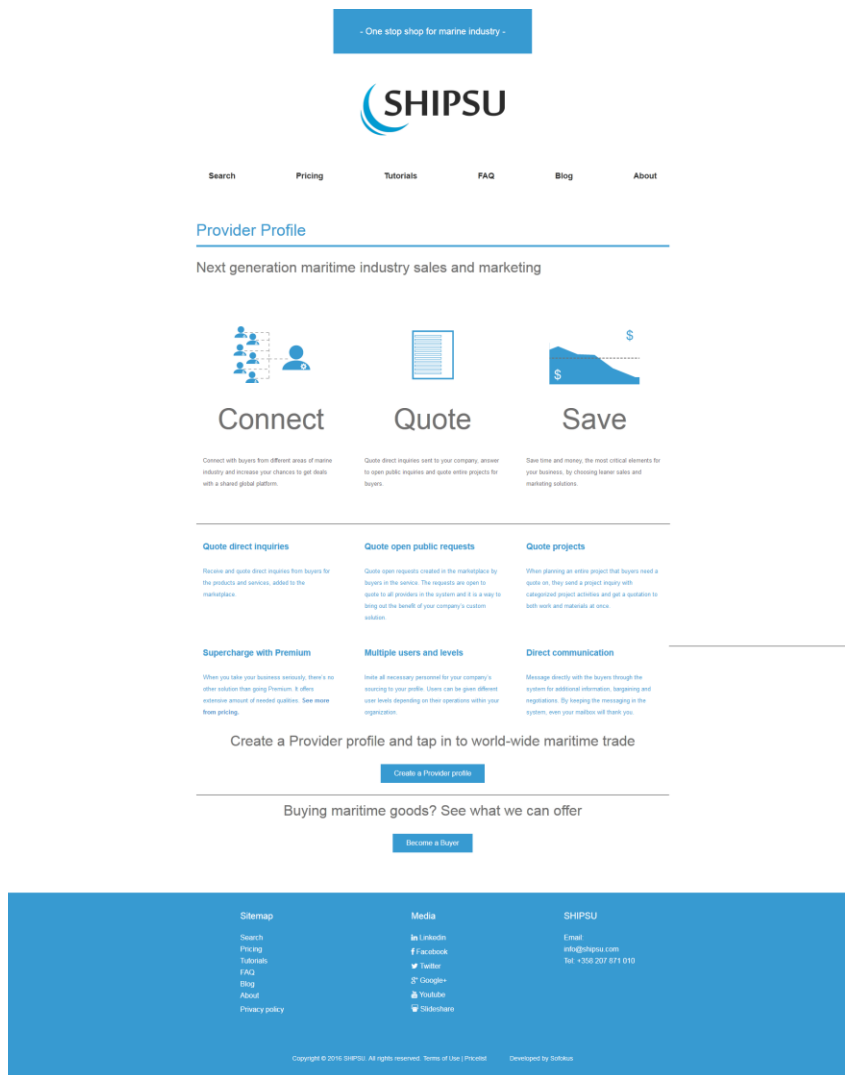 - One stop shop for marine industry -
SHIPSU
Search Pricing Tutorials FAQ Blog About
Provider Profile
Next generation maritime industry sales and marketing
$
$
Connect
Connect with buyers from different areas of marine
industry and increase your chances to get deals
with a shared global platform.
Quote
Quote direct inquiries sent to your company, answer
to open public inquiries and quote entire projects for
buyers.
Save
Save time and money, the most critical elements for
your business, by choosing leaner sales and
marketing solutions.
Quote direct inquiries
Receive and quote direct inquiries from buyers for
the products and services, added to the
marketplace.
Quote open public requests
Quote open requests created in the marketplace by
buyers in the service. The requests are open to
quote to all providers in the system and it is a way to
bring out the benefit of your company's custom
solution.
Quote projects
When planning an entire project that buyers need a
quote on, they send a project inquiry with
categorized project activities and get a quotation to
both work and materials at once.
Supercharge with Premium
When you take your business seriously, there's no
other solution than going Premium. It offers
extensive amount of needed qualities. See more
from pricing.
Multiple users and levels
Invite all necessary personnel for your company's
sourcing to your profile. Users can be given different
user levels depending on their operations within your
organization.
Direct communication
Message directly with the buyers through the
system for additional information, bargaining and
negotiations. By keeping the messaging in the
system, even your mailbox will thank you.
Create a Provider profile and tap in to world-wide maritime trade
Create a Provider profile
Buying maritime goods? See what we can offer
Become a Buyer
Sitemap
Search
Pricing
Tutorials
FAQ
Blog
About
Privacy policy
Media
Linkedin
Facebook
Twitter
Google+
Youtube
Slideshare
SHIPSU
Email:
info@shipsu.com
Tel: +358 207 871 010
Copyright © 2016 SHIPSU. All rights reserved. Terms of Use | Pricelist Developed by Sofokus